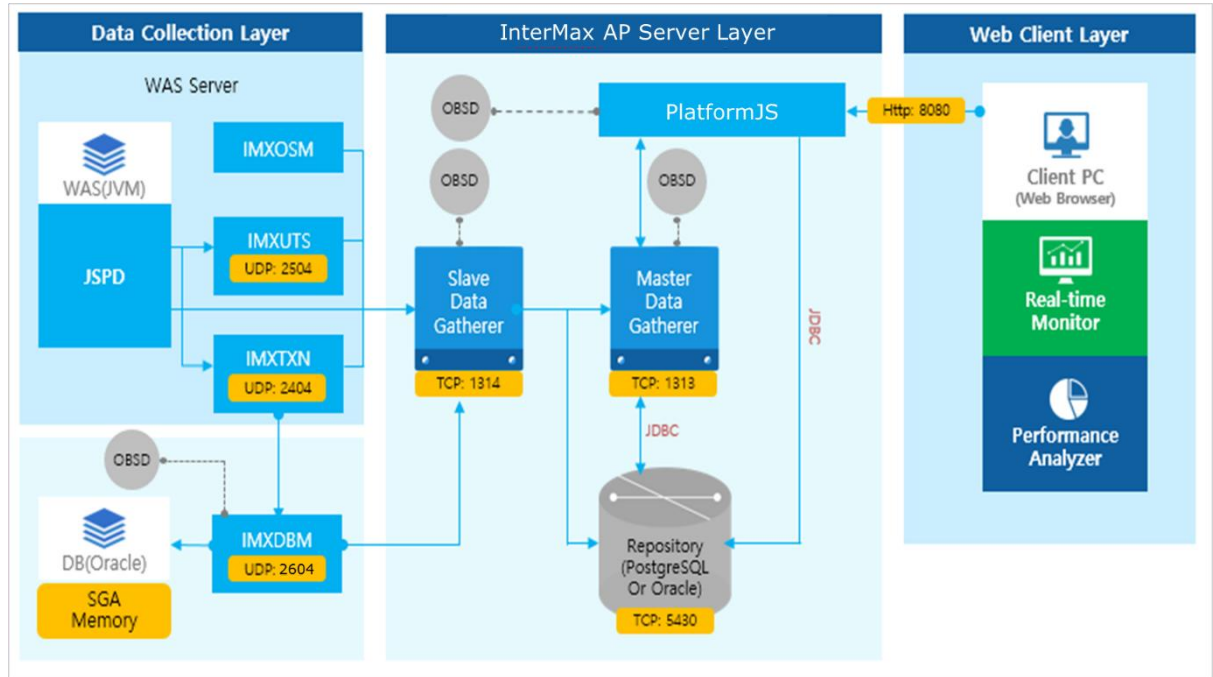 Data Collection Layer
WAS Server
WAS(JVM)
JSPD
IMXOSM
IMXUTS
UDP: 2504
IMXTXN
UDP: 2404
OBSD
DB(Oracle)
SGA
Memory
IMXDBM
UDP: 2604
InterMax AP Server Layer
OBSD
PlatformJS
OBSD
OBSD
Slave
Data
Gatherer
TCP: 1314
Master
Data
Gatherer
TCP: 1313
JDBC
JDBC
Repository
(PostgreSQL
Or Oracle)
TCP: 5430
Web Client Layer
Http: 8080
Client PC
(Web Browser)
Real-time
Monitor
Performance
Analyzer